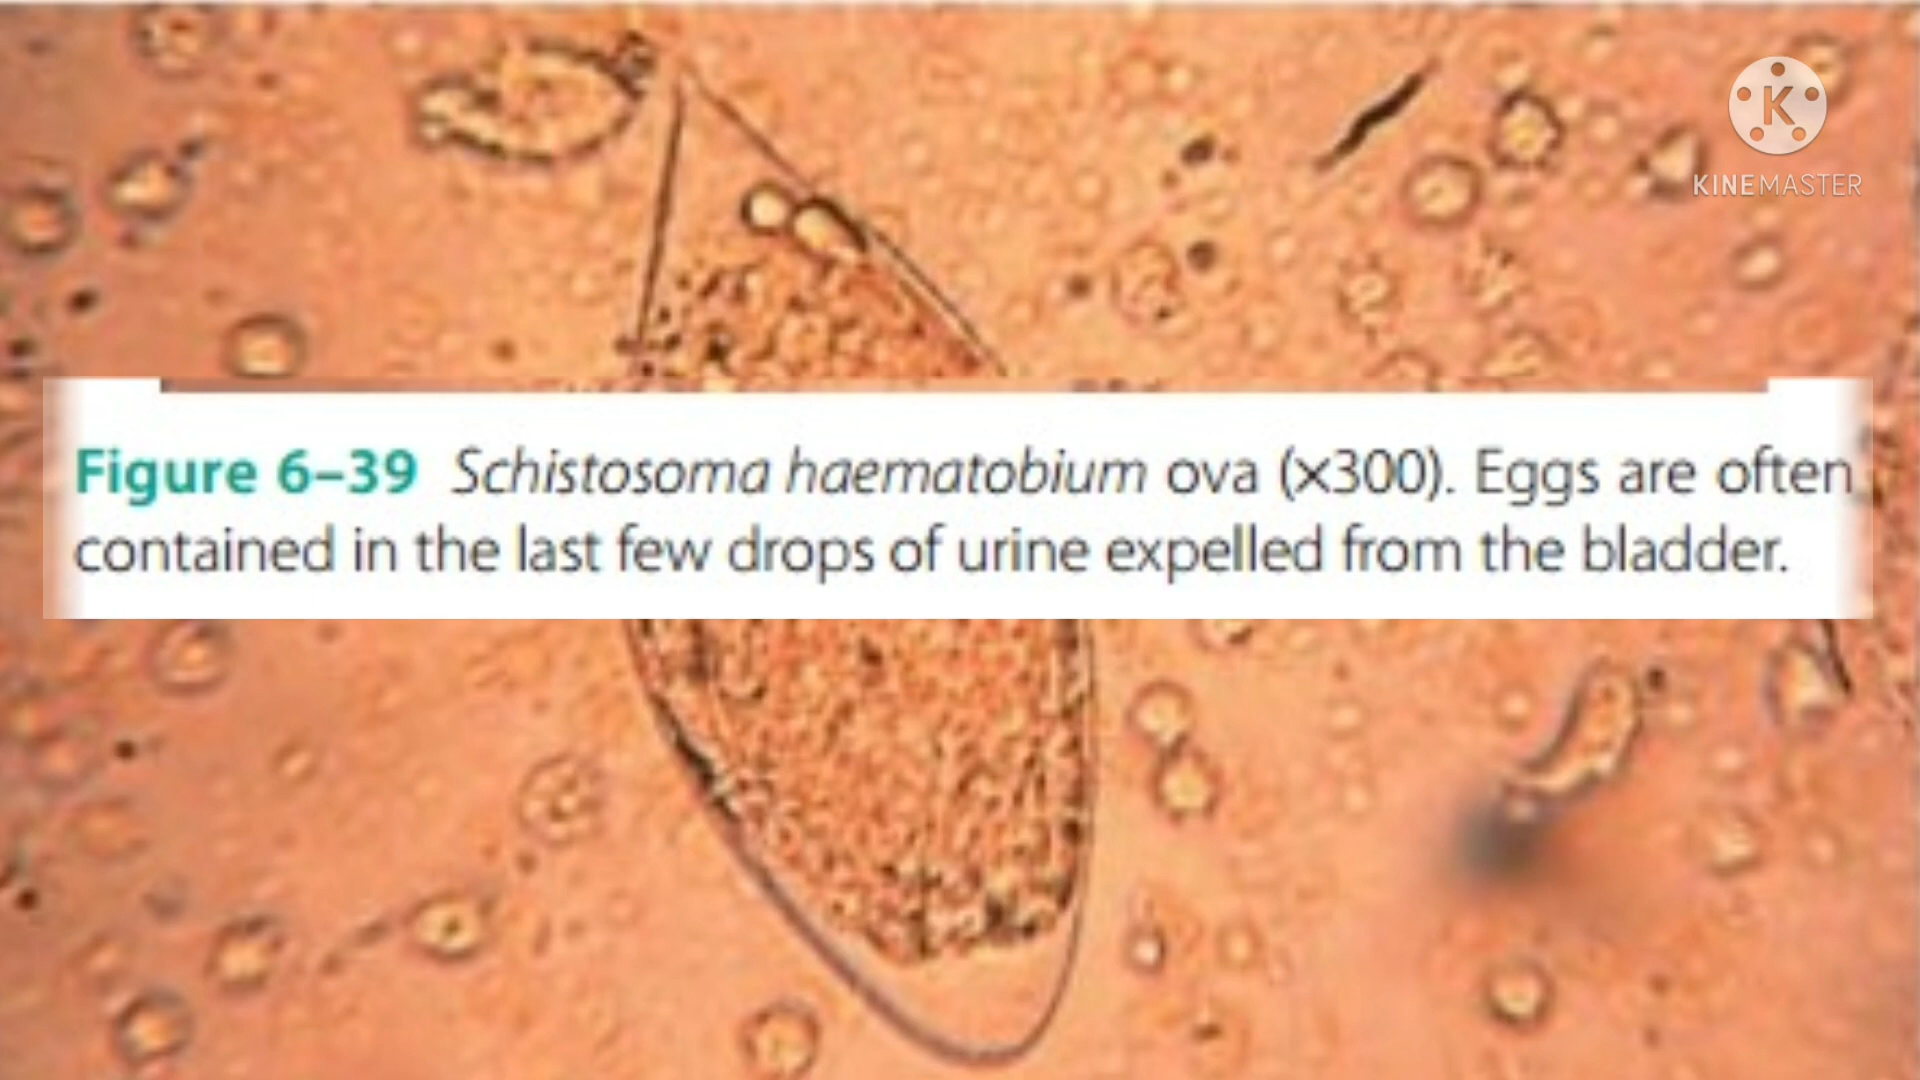 K
KINEMASTER
Figure 6–39 Schistosoma haematobium ova (×300). Eggs are often
contained in the last few drops of urine expelled from the bladder.